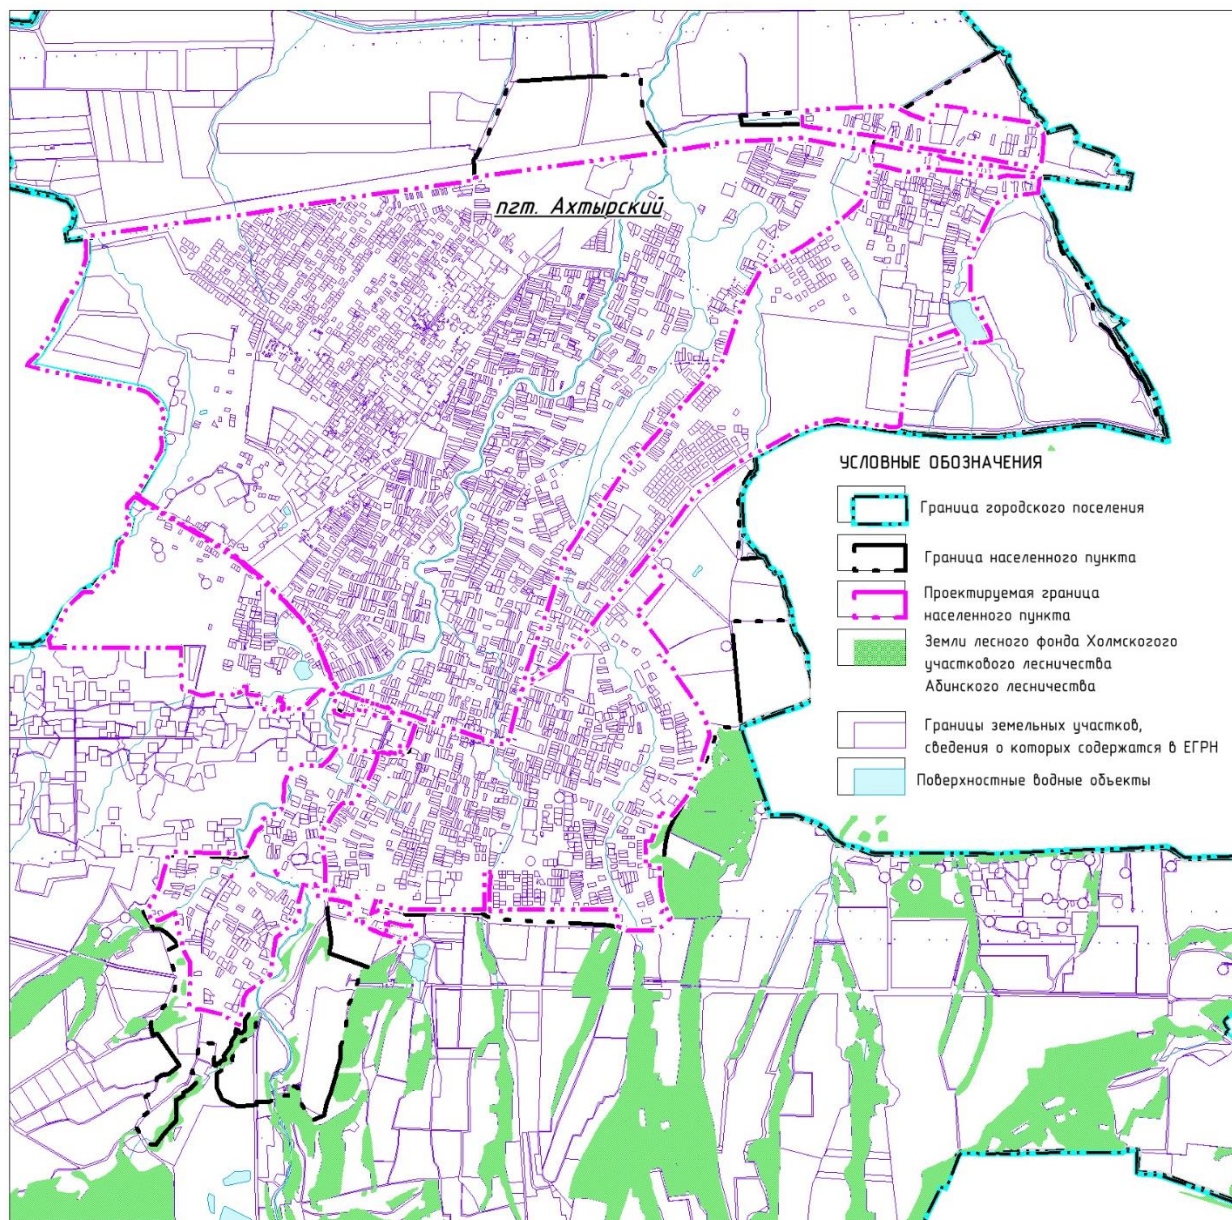 пгт. Ахтырский
УСЛОВНЫЕ ОБОЗНАЧЕНИЯ
Граница городского поселения
Граница населенного пункта
Проектируемая граница
населенного пункта
Земли лесного фонда Холмскогого
участкового лесничества
Абинского лесничества
Границы земельных участков,
сведения о которых содержатся в ЕГРН
Поверхностные водные объекты